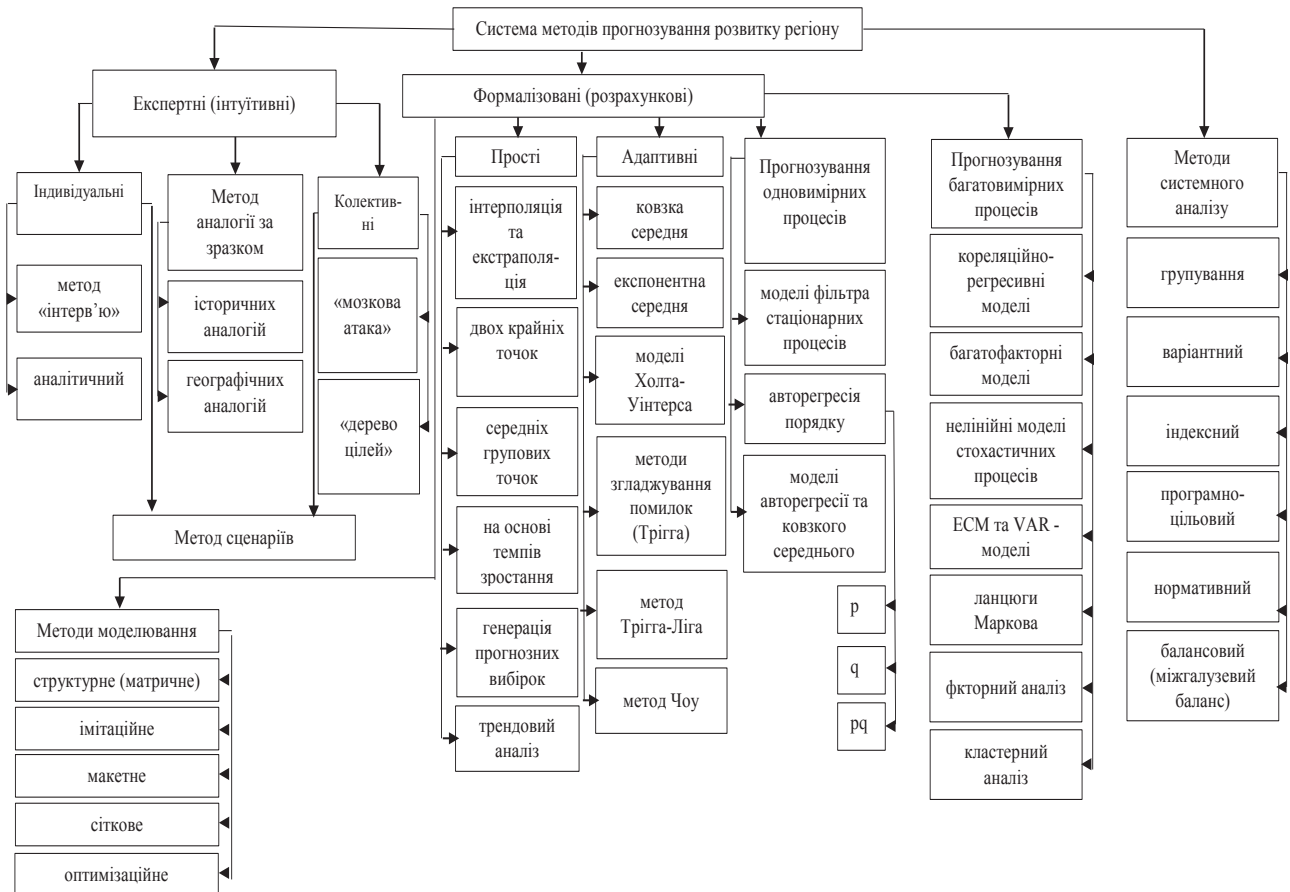 Система методів прогнозування розвитку регіону
Експертні (інтуїтивні)
Формалізовані (розрахункові)
Індивідуальні
метод
«інтерв’ю»
аналітичний
Метод
аналогії за
зразком
історичних
аналогій
географічних
аналогій
Колектив-
ні
«мозкова
атака»
«дерево
цілей»
Метод сценаріїв
Методи моделювання
структурне (матричне)
імітаційне
макетне
сіткове
оптимізаційне
Прості
інтерполяція
та
екстраполя-
ція
двох крайніх
точок
середніх
групових
точок
на основі
темпів
зростання
генерація
прогнозних
вибірок
трендовий
аналіз
Адаптивні
ковзка
середня
експонентна
середня
моделі
Холта-
Уінтерса
методи
згладжування
помилок
(Трігга)
метод
Трігга-Ліга
метод Чоу
Прогнозування
одновимірних
процесів
моделі фільтра
стаціонарних
процесів
авторегресія
порядку
моделі
авторегресії та
ковзкого
середнього
p
q
pq
Прогнозування
багатовимірних
процесів
кореляційно-
регресивні
моделі
багатофакторні
моделі
нелінійні моделі
стохастичних
процесів
ECM та VAR -
моделі
ланцюги
Маркова
фкторний аналіз
кластерний
аналіз
Методи
системного
аналізу
групування
варіантний
індексний
програмно-
цільовий
нормативний
балансовий
(міжгалузевий
баланс)